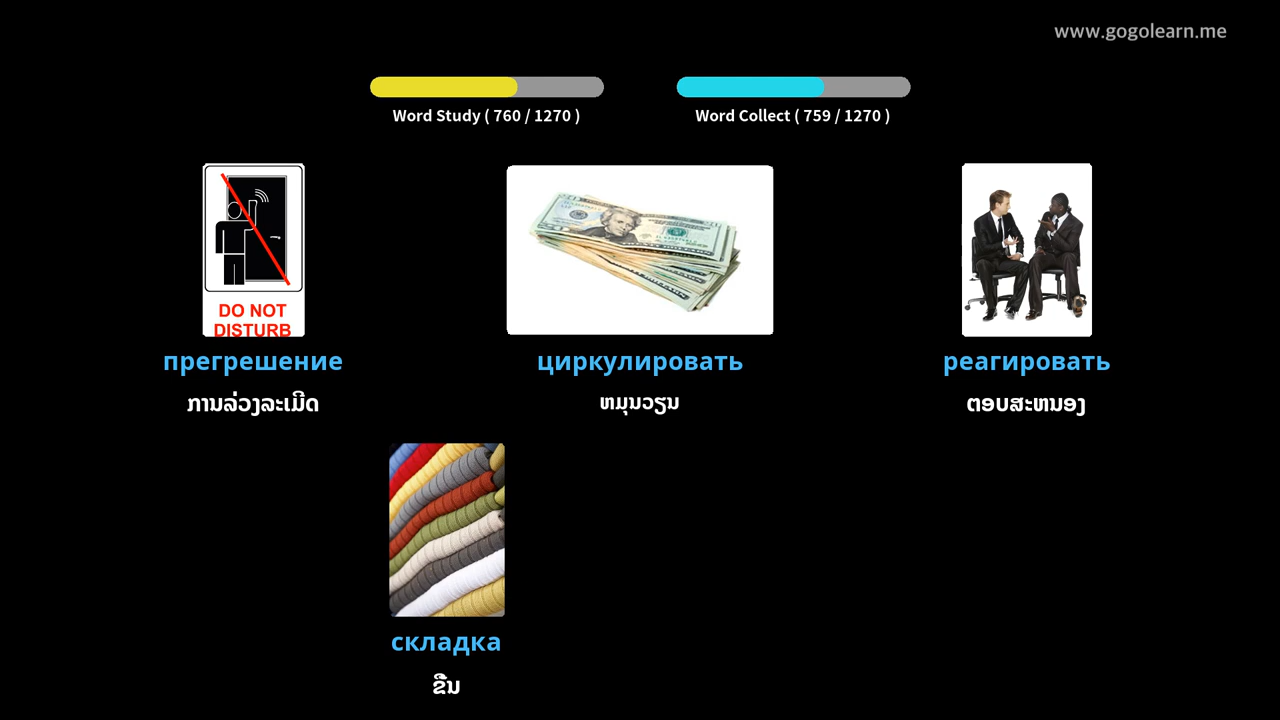 www.gogolearn.me
Word Study ( 760 / 1270 )
Word Collect ( 759 / 1270 )
DO NOT
DISTURB
прегрешение
циркулировать
реагировать
ການລ່ວງລະເມີດ
ຫມຸນວຽນ
ຕອບສະຫນອງ
складка
ຂື້ນ